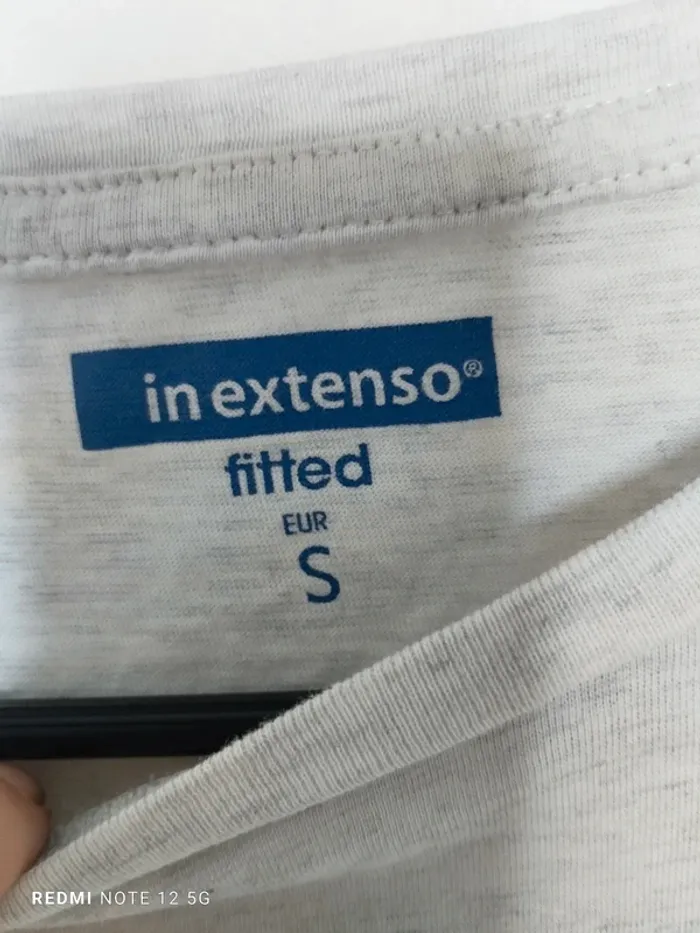 in extenso®
fitted
EUR
S
REDMI NOTE 12 5G